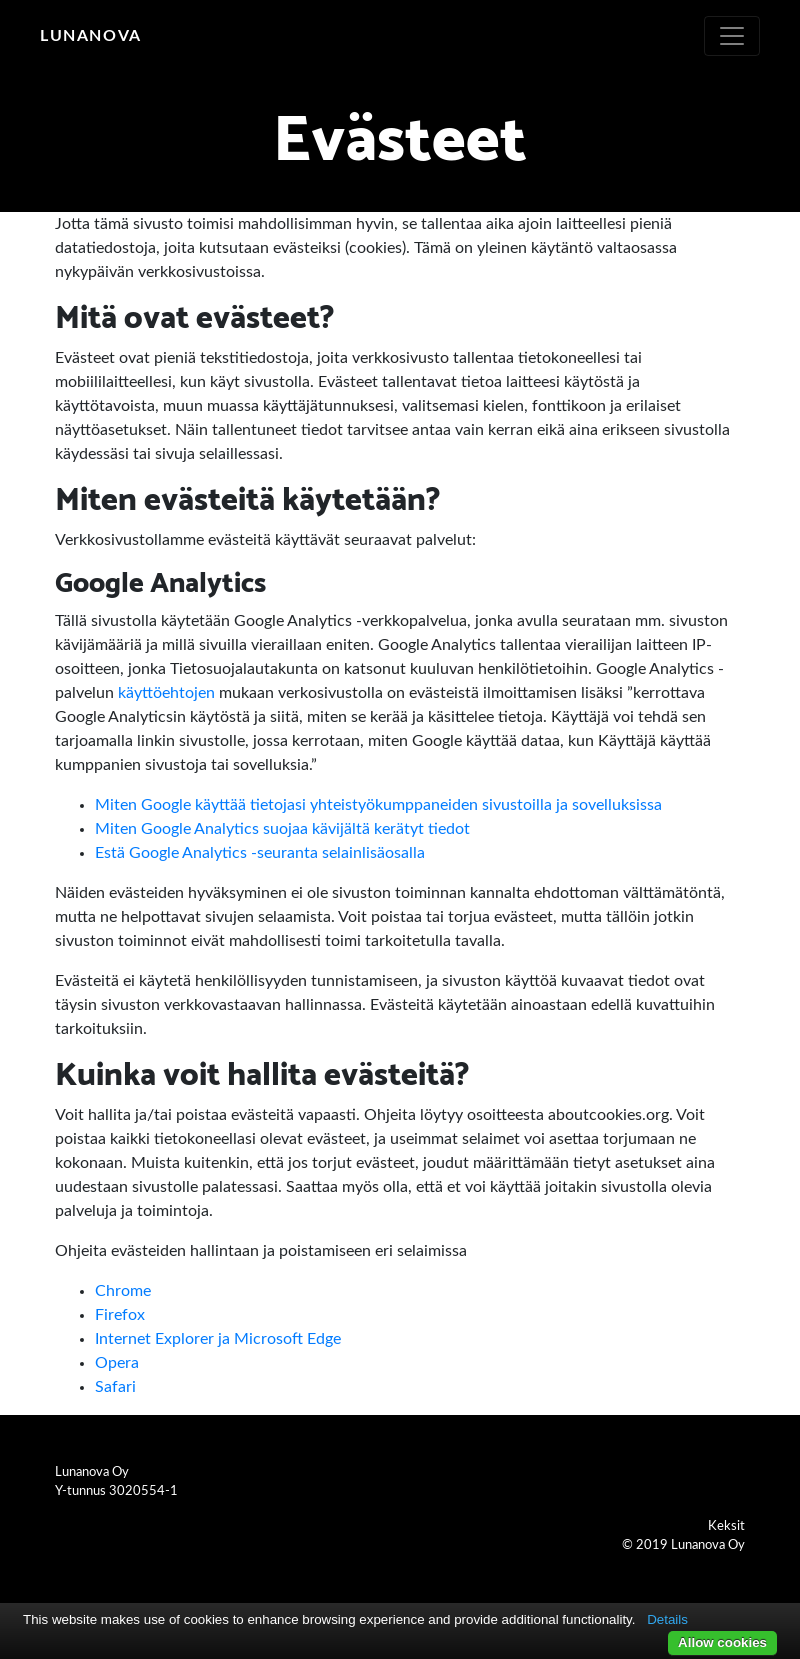 LUNANOVA
Evästeet
Jotta tämä sivusto toimisi mahdollisimman hyvin, se tallentaa aika ajoin laitteellesi pieniä
datatiedostoja, joita kutsutaan evästeiksi (cookies). Tämä on yleinen käytäntö valtaosassa
nykypäivän verkkosivustoissa.
Mitä ovat evästeet?
Evästeet ovat pieniä tekstitiedostoja, joita verkkosivusto tallentaa tietokoneellesi tai
mobiililaitteellesi, kun käyt sivustolla. Evästeet tallentavat tietoa laitteesi käytöstä ja
käyttötavoista, muun muassa käyttäjätunnuksesi, valitsemasi kielen, fonttikoon ja erilaiset
näyttöasetukset. Näin tallentuneet tiedot tarvitsee antaa vain kerran eikä aina erikseen sivustolla
käydessäsi tai sivuja selaillessasi.
Miten evästeitä käytetään?
Verkkosivustollamme evästeitä käyttävät seuraavat palvelut:
Google Analytics
Tällä sivustolla käytetään Google Analytics -verkkopalvelua, jonka avulla seurataan mm. sivuston
kävijämääriä ja millä sivuilla vieraillaan eniten. Google Analytics tallentaa vierailijan laitteen IP-
osoitteen, jonka Tietosuojalautakunta on katsonut kuuluvan henkilötietoihin. Google Analytics -
palvelun käyttöehtojen mukaan verkosivustolla on evästeistä ilmoittamisen lisäksi ”kerrottava
Google Analyticsin käytöstä ja siitä, miten se kerää ja käsittelee tietoja. Käyttäjä voi tehdä sen
tarjoamalla linkin sivustolle, jossa kerrotaan, miten Google käyttää dataa, kun Käyttäjä käyttää
kumppanien sivustoja tai sovelluksia.”
• Miten Google käyttää tietojasi yhteistyökumppaneiden sivustoilla ja sovelluksissa
• Miten Google Analytics suojaa kävijältä kerätyt tiedot
• Estä Google Analytics -seuranta selainlisäosalla
Näiden evästeiden hyväksyminen ei ole sivuston toiminnan kannalta ehdottoman välttämätöntä,
mutta ne helpottavat sivujen selaamista. Voit poistaa tai torjua evästeet, mutta tällöin jotkin
sivuston toiminnot eivät mahdollisesti toimi tarkoitetulla tavalla.
Evästeitä ei käytetä henkilöllisyyden tunnistamiseen, ja sivuston käyttöä kuvaavat tiedot ovat
täysin sivuston verkkovastaavan hallinnassa. Evästeitä käytetään ainoastaan edellä kuvattuihin
tarkoituksiin.
Kuinka voit hallita evästeitä?
Voit hallita ja/tai poistaa evästeitä vapaasti. Ohjeita löytyy osoitteesta aboutcookies.org. Voit
poistaa kaikki tietokoneellasi olevat evästeet, ja useimmat selaimet voi asettaa torjumaan ne
kokonaan. Muista kuitenkin, että jos torjut evästeet, joudut määrittämään tietyt asetukset aina
uudestaan sivustolle palatessasi. Saattaa myös olla, että et voi käyttää joitakin sivustolla olevia
palveluja ja toimintoja.
Ohjeita evästeiden hallintaan ja poistamiseen eri selaimissa
• Chrome
• Firefox
• Internet Explorer ja Microsoft Edge
• Opera
• Safari
Lunanova Oy
Y-tunnus 3020554-1
Keksit
© 2019 Lunanova Oy
This website makes use of cookies to enhance browsing experience and provide additional functionality. Details
Allow cookies